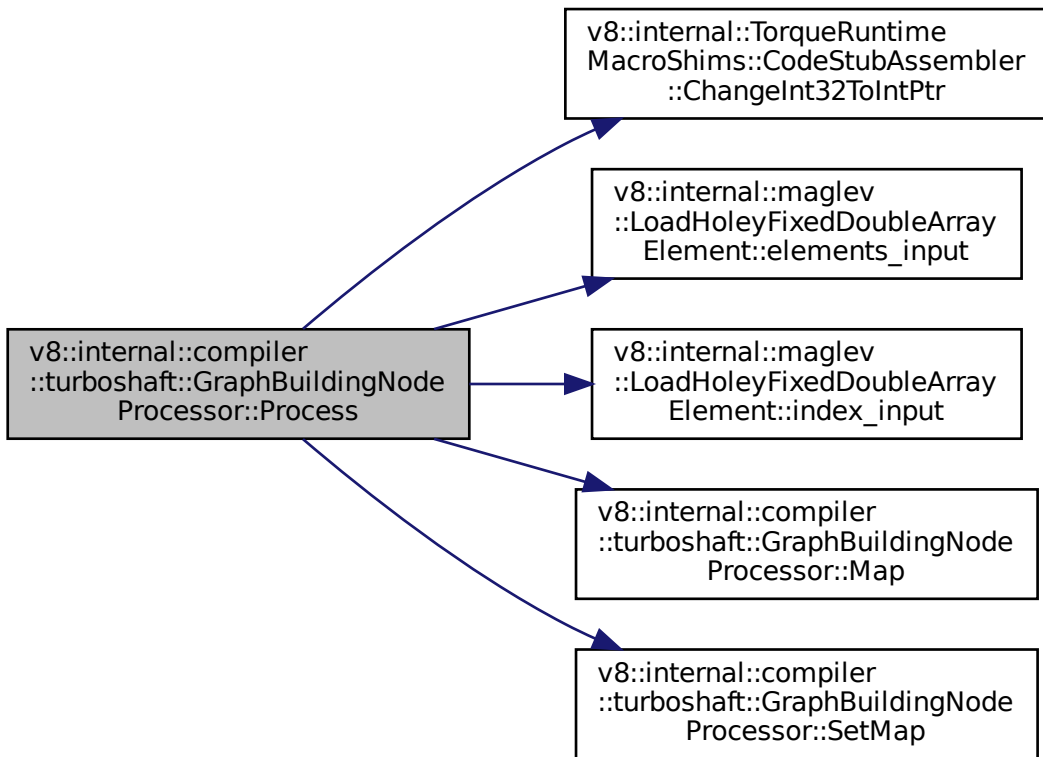 v8::internal::TorqueRuntime
MacroShims::CodeStubAssembler
::ChangeInt32ToIntPtr
v8::internal::maglev
::LoadHoleyFixedDoubleArray
Element::elements_input
v8::internal::compiler
::turboshaft::GraphBuildingNode
Processor::Process
v8::internal::maglev
::LoadHoleyFixedDoubleArray
Element::index_input
v8::internal::compiler
::turboshaft::GraphBuildingNode
Processor::Map
v8::internal::compiler
::turboshaft::GraphBuildingNode
Processor::SetMap